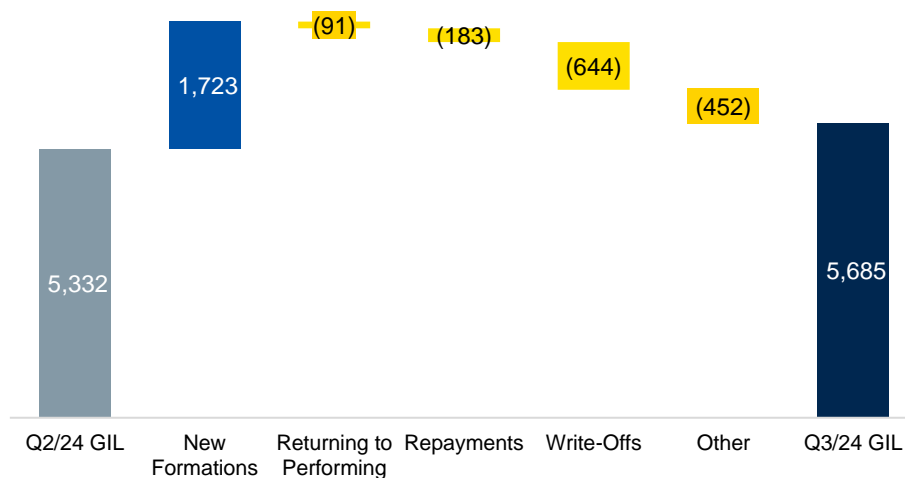 (91)
(183)
1,723
(644)
(452)
5,332
5,685
Q2/24 GIL
New
Formations
Returning to
Performing
Repayments
Write-Offs
Other
Q3/24 GIL